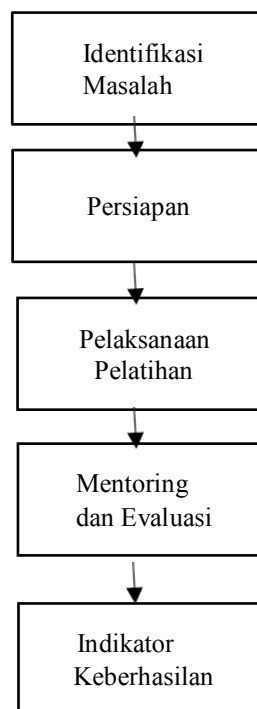 Identifikasi
Masalah
Persiapan
Pelaksanaan
Pelatihan
Mentoring
dan Evaluasi
Indikator
Keberhasilan